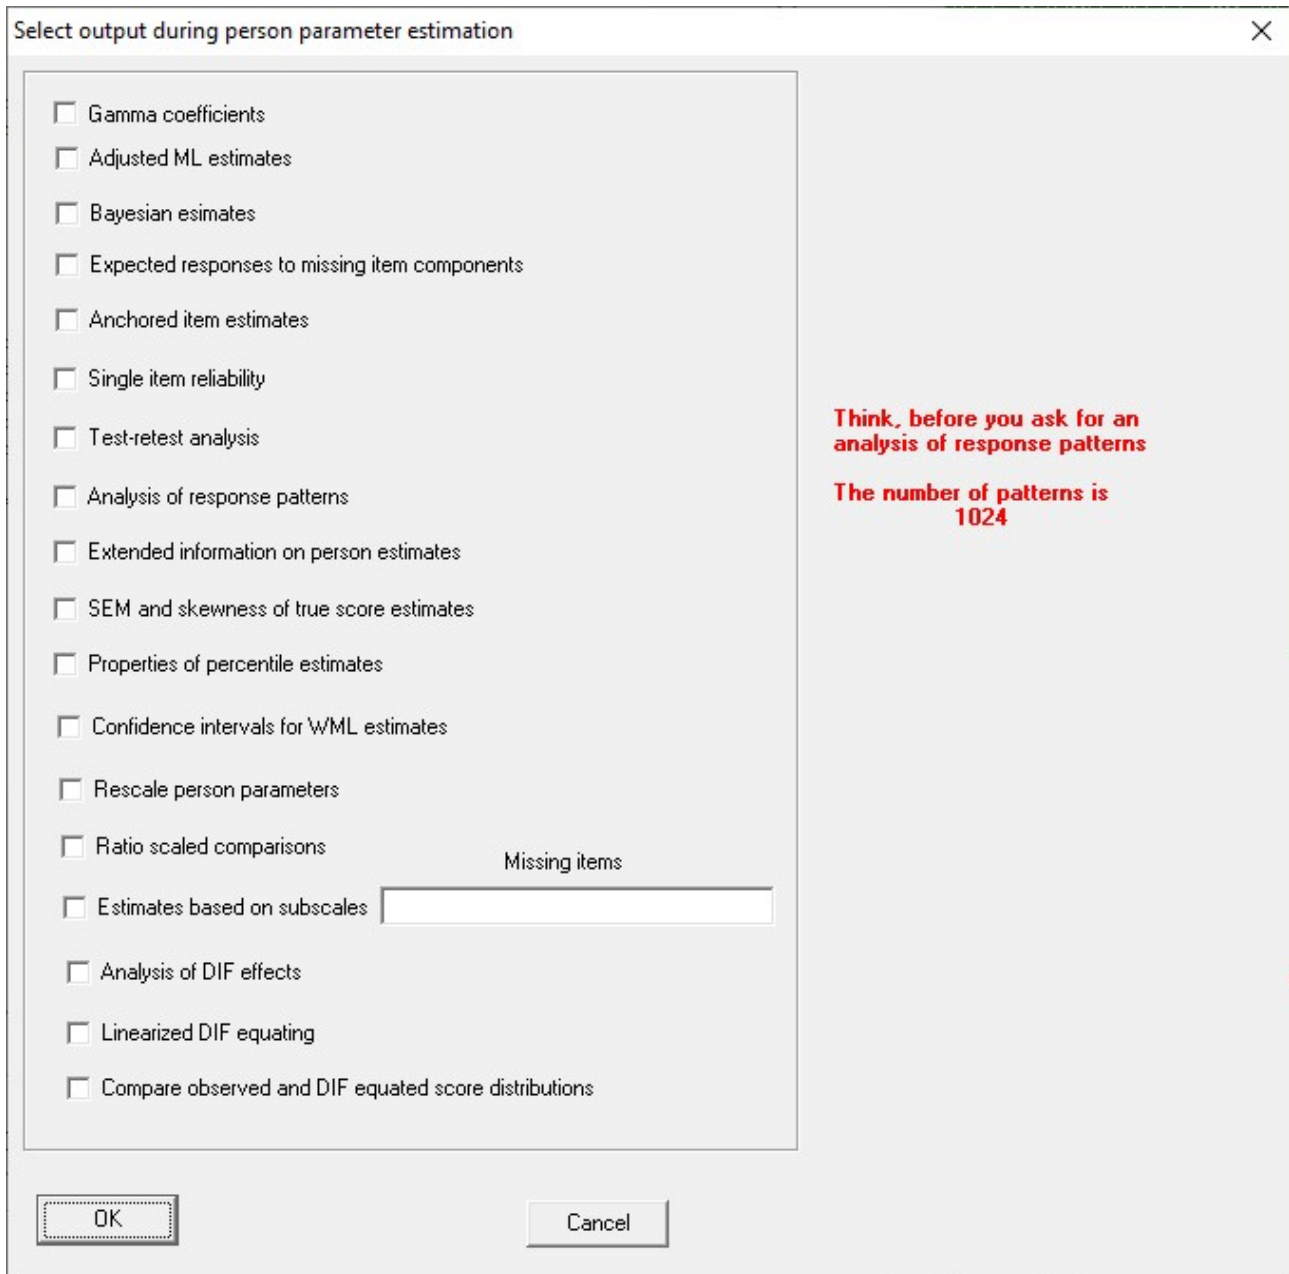 Select output during person parameter estimation
Gamma coefficients
Adjusted ML estimates
Bayesian esimates
Expected responses to missing item components
Anchored item estimates
Single item reliability
Test-retest analysis
Analysis of response patterns
Extended information on person estimates
SEM and skewness of true score estimates
Properties of percentile estimates
Confidence intervals for WML estimates
Rescale person parameters
Ratio scaled comparisons
Missing items
Estimates based on subscales
Analysis of DIF effects
Linearized DIF equating
Compare observed and DIF equated score distributions
Think, before you ask for an
analysis of response patterns
The number of patterns is
1024
OK
Cancel